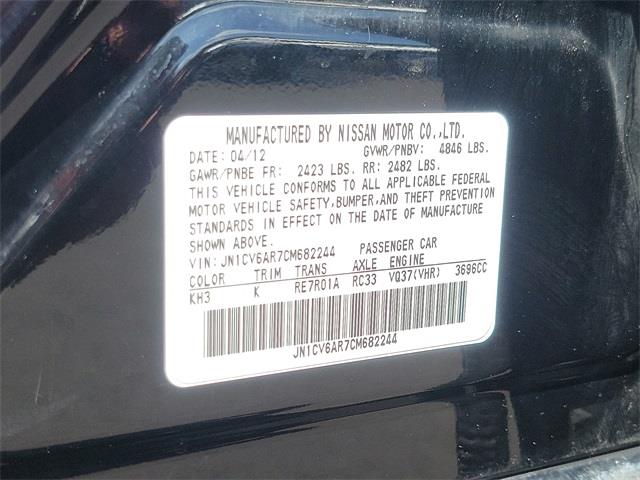 MANUFACTURED BY NISSAN MOTOR CO.,LTD.
DATE: 04/12 GVWR/PNBV: 4846 LBS.
GAWR/PNBE FR: 2423 LBS. RR: 2482 LBS.
THIS VEHICLE CONFORMS TO ALL APPLICABLE FEDERAL
MOTOR VEHICLE SAFETY,BUMPER,AND THEFT PREVENTION
STANDARDS IN EFFECT ON THE DATE OF MANUFACTURE
SHOWN ABOVE.
VIN: JN1CV6AR7CM682244 PASSENGER CAR
COLOR TRIM TRANS AXLE ENGINE
KH3 K RE7R01A RC33 VQ37(VHR) 3696CC
JN1CV6AR7CM682244